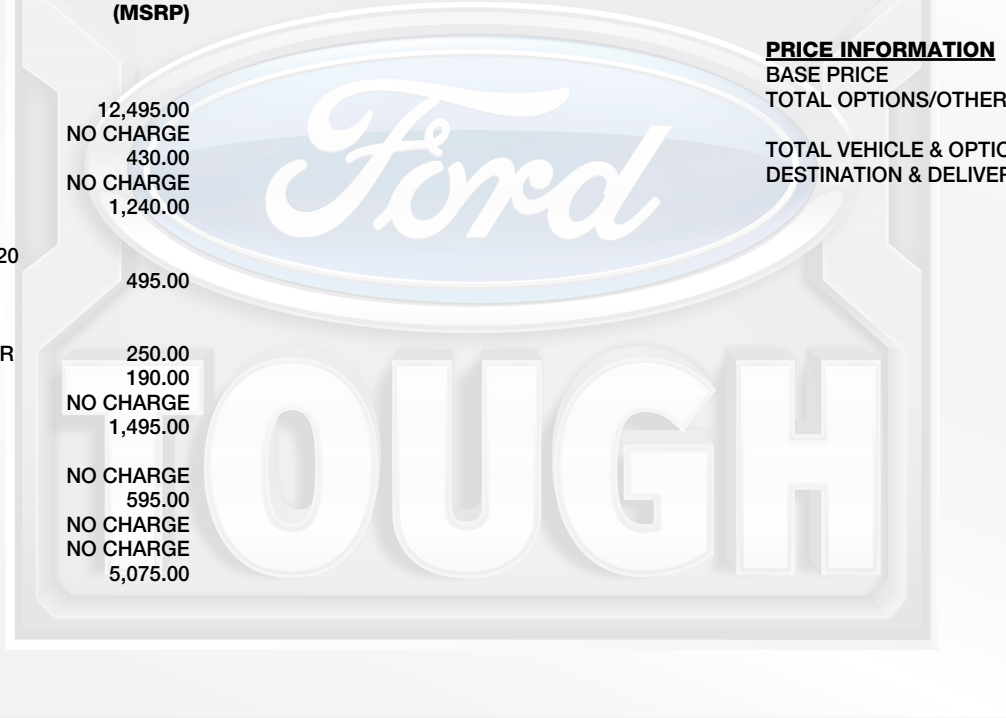 (MSRP)
12,495.00
NO CHARGE
430.00
NO CHARGE
1,240.00
20
495.00
R 250.00
190.00
NO CHARGE
1,495.00
NO CHARGE
595.00
NO CHARGE
NO CHARGE
5,075.00
PRICE INFORMATION
BASE PRICE
TOTAL OPTIONS/OTHER
TOTAL VEHICLE & OPTIO
DESTINATION & DELIVER
Ford
TOUGH